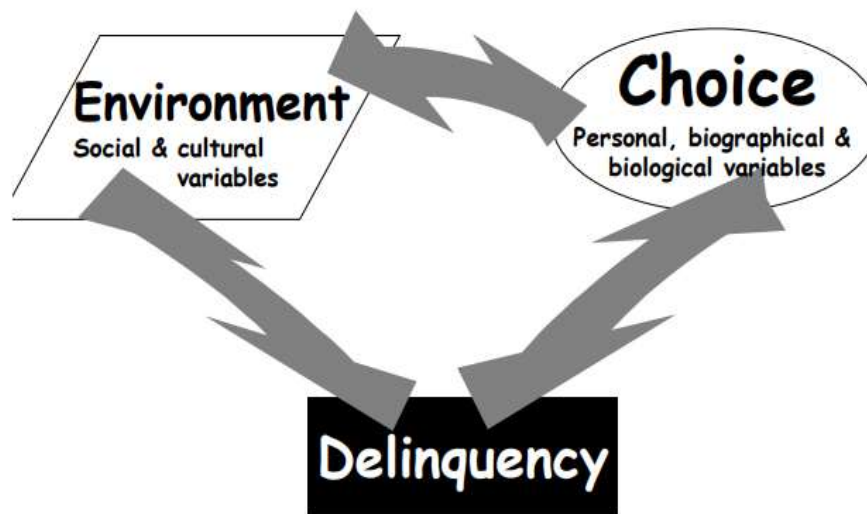 Environment
Social & cultural
variables
Choice
Personal, biographical &
biological variables
Delinquency